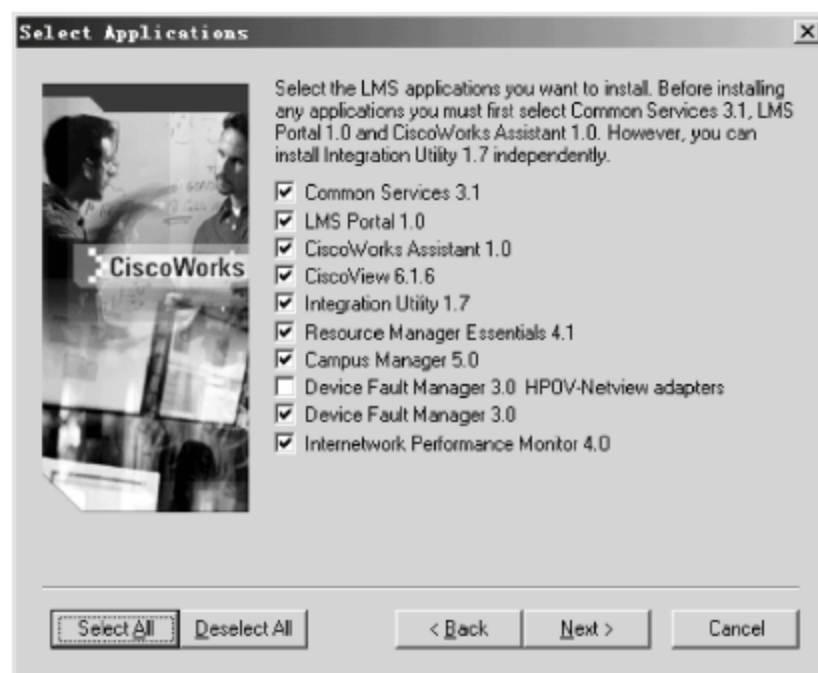 Select Applications
Select the LMS applications you want to install. Before installing
any applications you must first select Common Services 3.1, LMS
Portal 1.0 and CiscoWorks Assistant 1.0. However, you can
install Integration Utility 1.7 independently.
Common Services 3.1
LMS Portal 1.0
CiscoWorks Assistant 1.0
CiscoView 6.1.6
Integration Utility 1.7
Resource Manager Essentials 4.1
Campus Manager 5.0
Device Fault Manager 3.0 HPOV-Netview adapters
Device Fault Manager 3.0
Internetwork Performance Monitor 4.0
CiscoWorks
Select All
Deselect All
< Back
Next >
Cancel